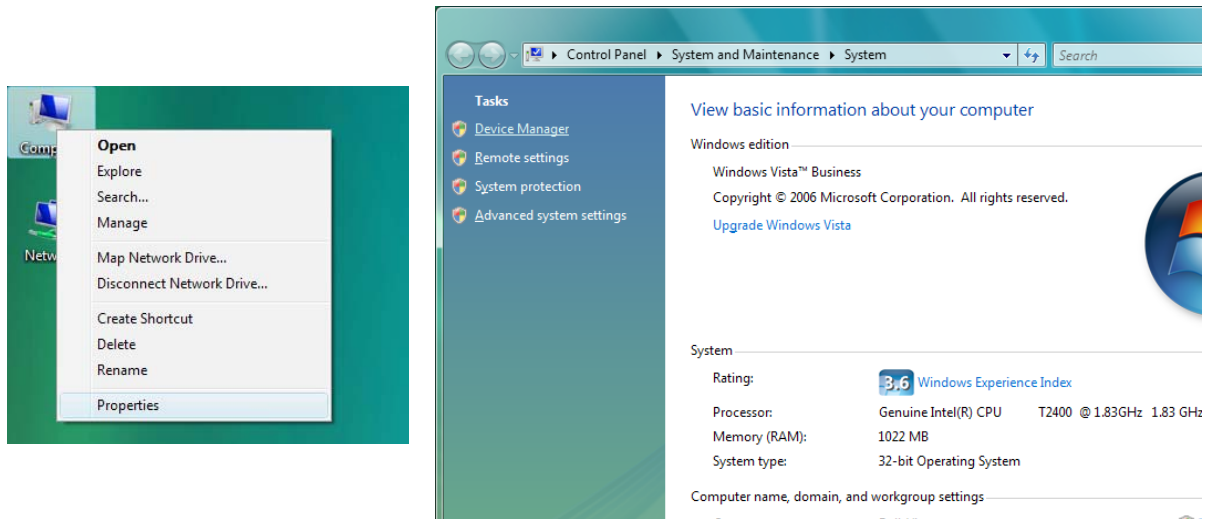 Comp
Netw
Open
Explore
Search...
Manage
Map Network Drive...
Disconnect Network Drive...
Create Shortcut
Delete
Rename
Properties
Control Panel System and Maintenance System Search
Tasks
Device Manager
Remote settings
System protection
Advanced system settings
View basic information about your computer
Windows edition
Windows Vista™ Business
Copyright © 2006 Microsoft Corporation. All rights reserved.
Upgrade Windows Vista
System
Rating: 3.6 Windows Experience Index
Processor: Genuine Intel(R) CPU T2400 @ 1.83GHz 1.83 GHz
Memory (RAM): 1022 MB
System type: 32-bit Operating System
Computer name, domain, and workgroup settings